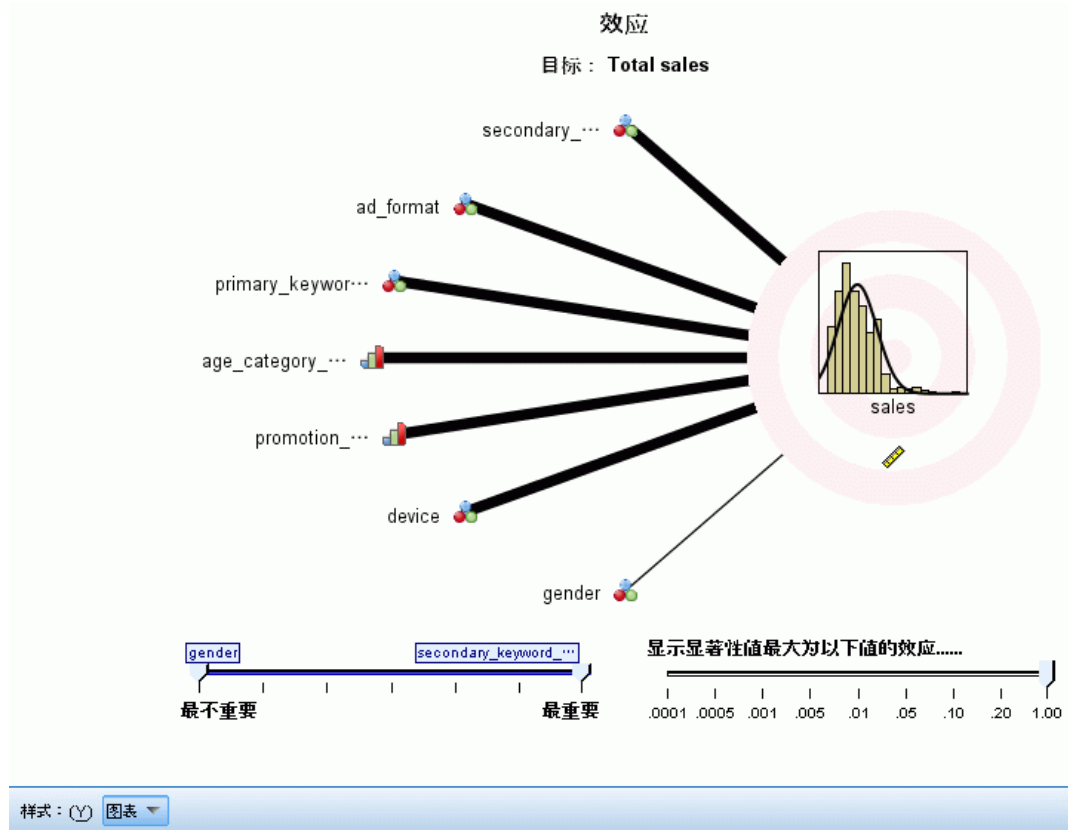 效应
目标： Total sales
secondary_…
ad_format
primary_keywor…
age_category_…
promotion_…
device
gender
sales
gender
secondary_keyword_…
最不重要
最重要
显示显著性值最大为以下值的效应......
.0001 .0005 .001 .005 .01 .05 .10 .20 1.00
样式：(Y) 图表